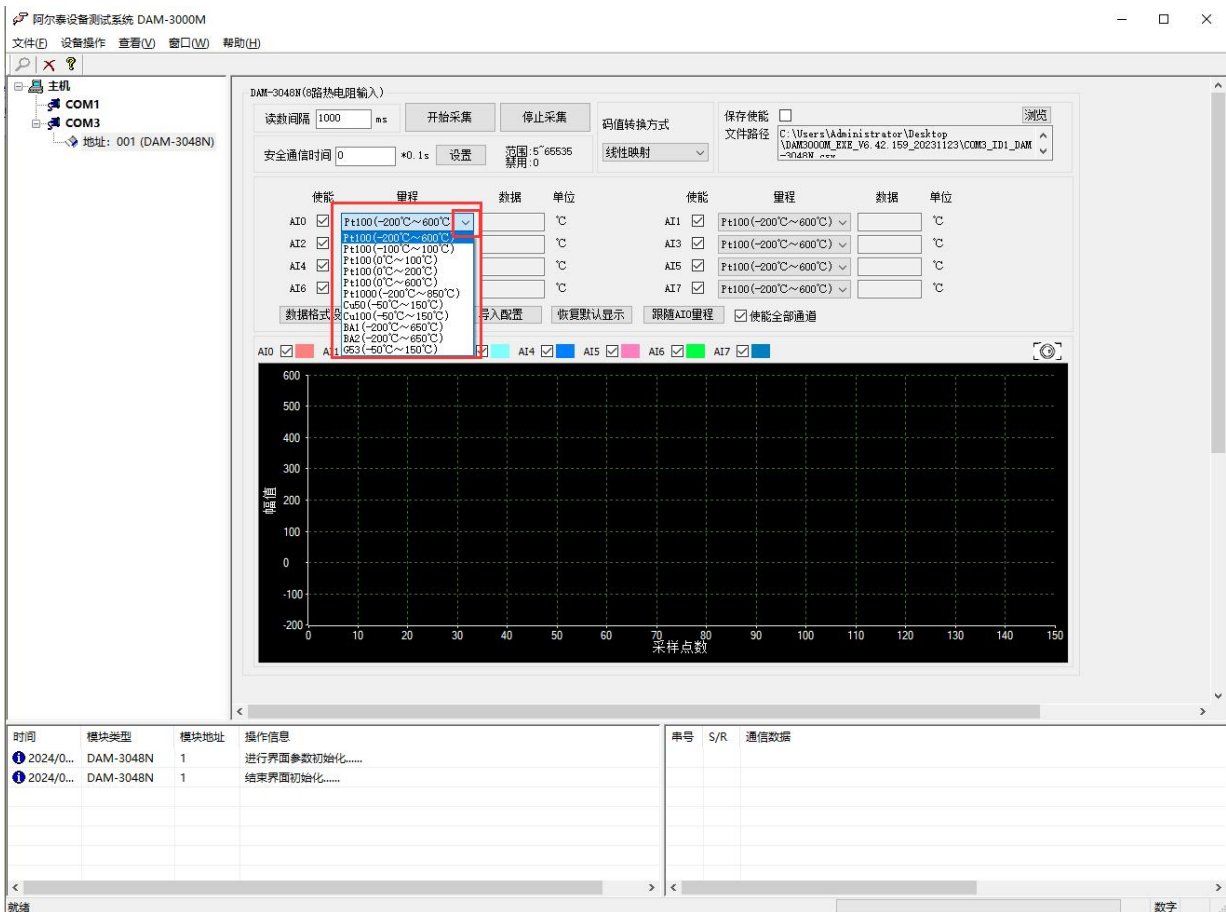 阿尔泰设备测试系统 DAM-3000M
文件(F) 设备操作 查看(V) 窗口(W) 帮助(H)
主机
COM1
COM3
地址：001 (DAM-3048N)
DAM-3048N(8路热电阻输入)
读数间隔 1000 ms 开始采集 停止采集
安全通信时间 0 *0.1s 设置 范围:5~65535
禁用:0
码值转换方式
线性映射
保存使能 浏览
文件路径 C:\Users\Administrator\Desktop
\DAM3000M_EXE_V6.42.159_20231123\COM3_ID1_DAM
-3048N.csv
使能 量程 数据 单位 使能 量程 数据 单位
AI0 Pt100(-200℃~600℃) ℃ AI1 Pt100(-200℃~600℃) ℃
AI2 ℃ AI3 Pt100(-200℃~600℃) ℃
AI4 ℃ AI5 Pt100(-200℃~600℃) ℃
AI6 ℃ AI7 Pt100(-200℃~600℃) ℃
Pt100(-200℃~600℃)
Pt100(-100℃~100℃)
Pt100(0℃~100℃)
Pt100(0℃~200℃)
Pt100(0℃~600℃)
Pt1000(-200℃~850℃)
Cu50(-50℃~150℃)
Cu100(-50℃~150℃)
BA1(-200℃~650℃)
BA2(-200℃~650℃)
G53(-50℃~150℃)
数据格式 入配置 恢复默认显示 跟随AI0量程 使能全部通道
AI0 AI1 AI4 AI5 AI6 AI7
600
500
400
300
200
100
0
-100
-200
幅值
0 10 20 30 40 50 60 70 80 90 100 110 120 130 140 150
采样点数
时间 模块类型 模块地址 操作信息
2024/0... DAM-3048N 1 进行界面参数初始化......
2024/0... DAM-3048N 1 结束界面初始化......
串号 S/R 通信数据
就绪 数字